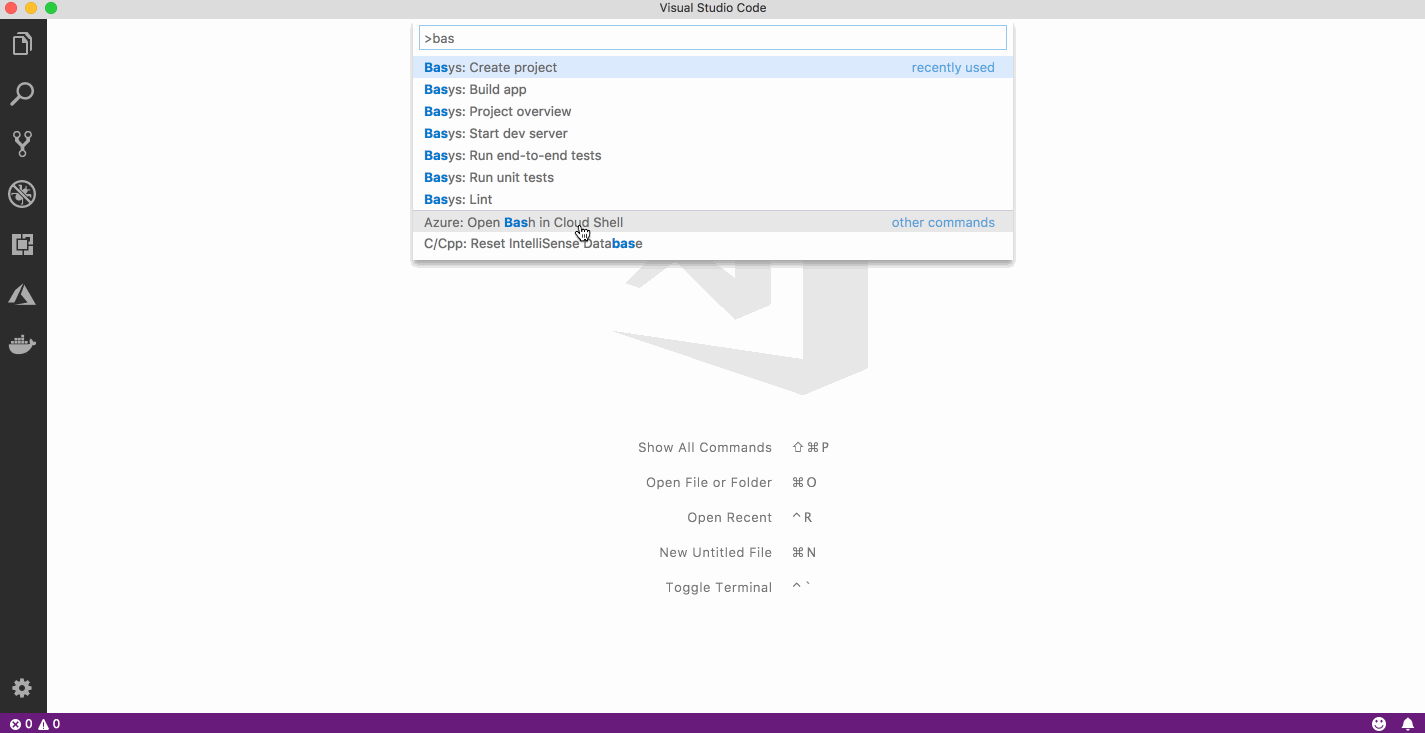 Visual Studio Code
>bas
Basys: Create project recently used
Basys: Build app
Basys: Project overview
Basys: Start dev server
Basys: Run end-to-end tests
Basys: Run unit tests
Basys: Lint
Azure: Open Bash in Cloud Shell other commands
C/Cpp: Reset IntelliSense Database
Show All Commands ⇧⌘P
Open File or Folder ⌘O
Open Recent ^R
New Untitled File ⌘N
Toggle Terminal ^`
0 0